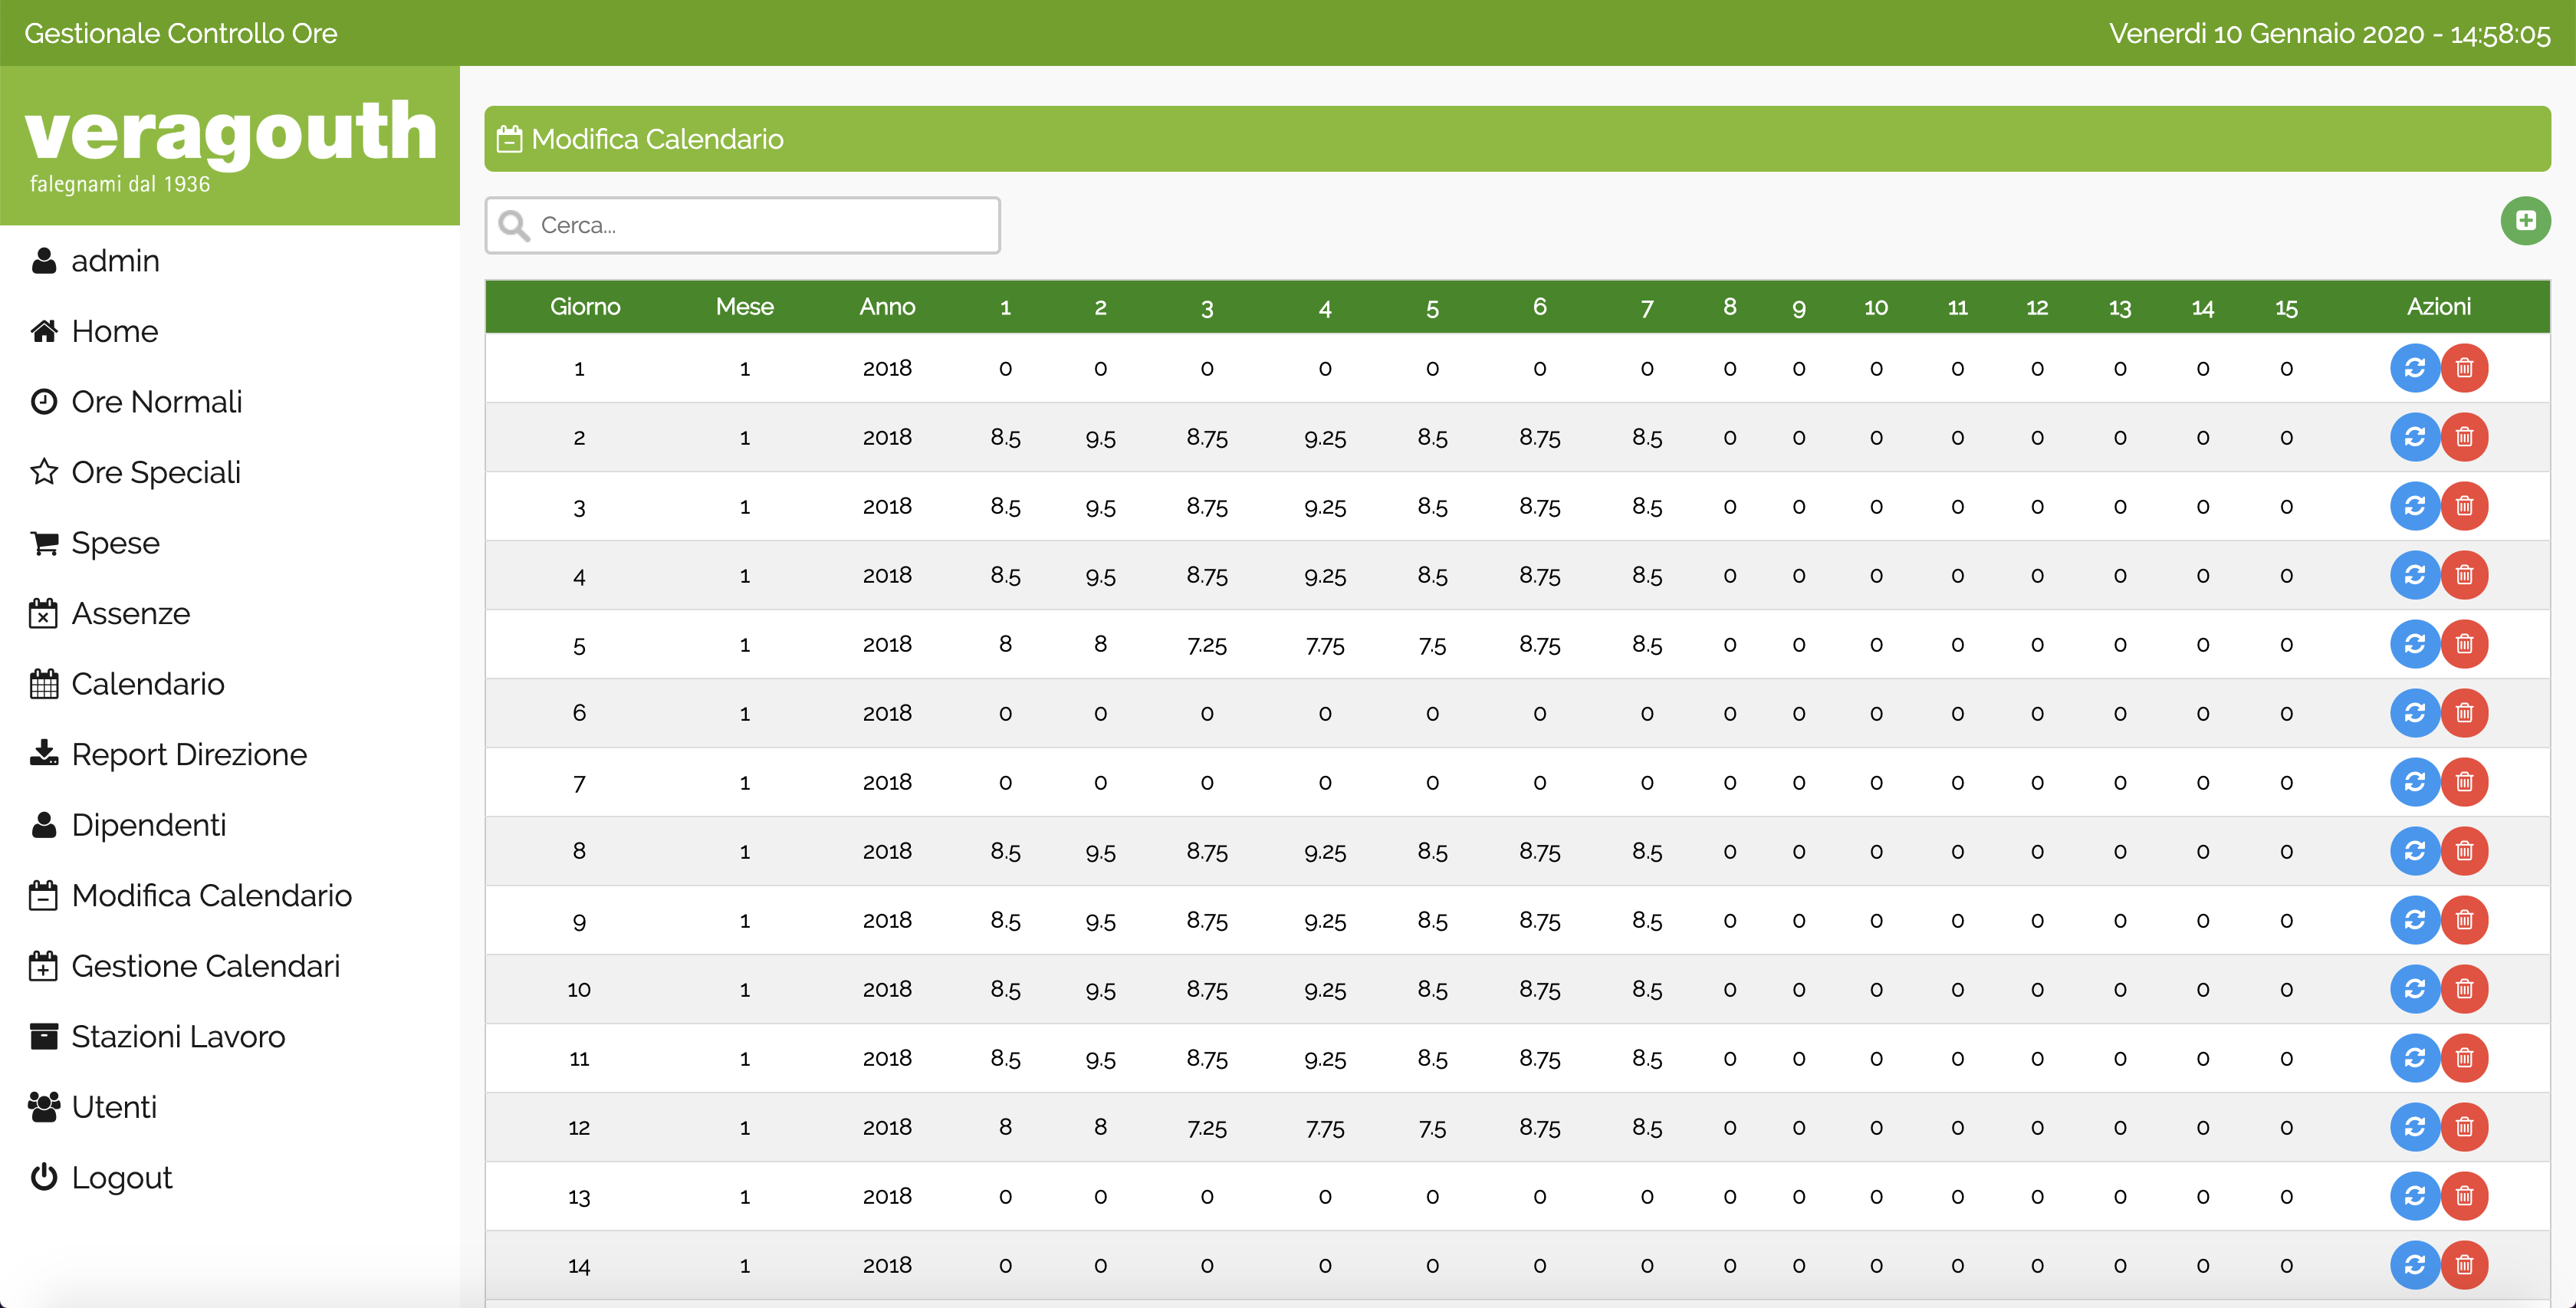 Gestionale Controllo Ore
Venerdi 10 Gennaio 2020 - 14:58:05
veragouth
falegnami dal 1936
admin
Home
Ore Normali
Ore Speciali
Spese
Assenze
Calendario
Report Direzione
Dipendenti
Modifica Calendario
Gestione Calendari
Stazioni Lavoro
Utenti
Logout
Modifica Calendario
Cerca...
Giorno Mese Anno 1 2 3 4 5 6 7 8 9 10 11 12 13 14 15 Azioni
1 1 2018 0 0 0 0 0 0 0 0 0 0 0 0 0 0 0
2 1 2018 8.5 9.5 8.75 9.25 8.5 8.75 8.5 0 0 0 0 0 0 0 0
3 1 2018 8.5 9.5 8.75 9.25 8.5 8.75 8.5 0 0 0 0 0 0 0 0
4 1 2018 8.5 9.5 8.75 9.25 8.5 8.75 8.5 0 0 0 0 0 0 0 0
5 1 2018 8 8 7.25 7.75 7.5 8.75 8.5 0 0 0 0 0 0 0 0
6 1 2018 0 0 0 0 0 0 0 0 0 0 0 0 0 0 0
7 1 2018 0 0 0 0 0 0 0 0 0 0 0 0 0 0 0
8 1 2018 8.5 9.5 8.75 9.25 8.5 8.75 8.5 0 0 0 0 0 0 0 0
9 1 2018 8.5 9.5 8.75 9.25 8.5 8.75 8.5 0 0 0 0 0 0 0 0
10 1 2018 8.5 9.5 8.75 9.25 8.5 8.75 8.5 0 0 0 0 0 0 0 0
11 1 2018 8.5 9.5 8.75 9.25 8.5 8.75 8.5 0 0 0 0 0 0 0 0
12 1 2018 8 8 7.25 7.75 7.5 8.75 8.5 0 0 0 0 0 0 0 0
13 1 2018 0 0 0 0 0 0 0 0 0 0 0 0 0 0 0
14 1 2018 0 0 0 0 0 0 0 0 0 0 0 0 0 0 0